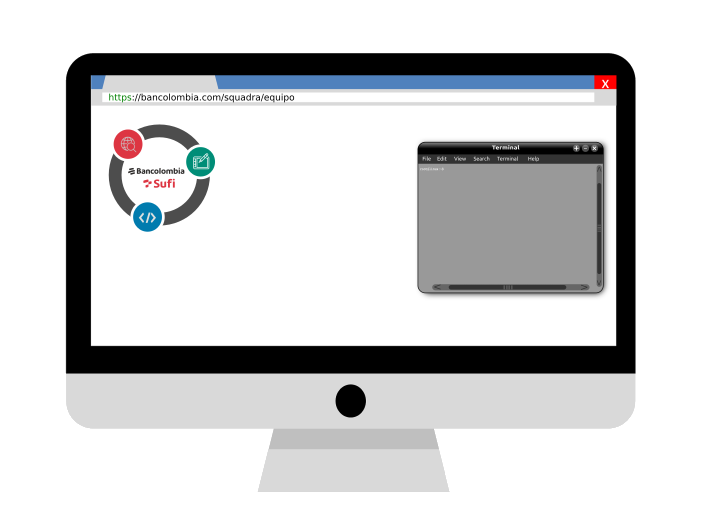 X
https://bancolombia.com/squadra/equipo
Terminal
File Edit View Search Terminal Help
Bancolombia
Sufi